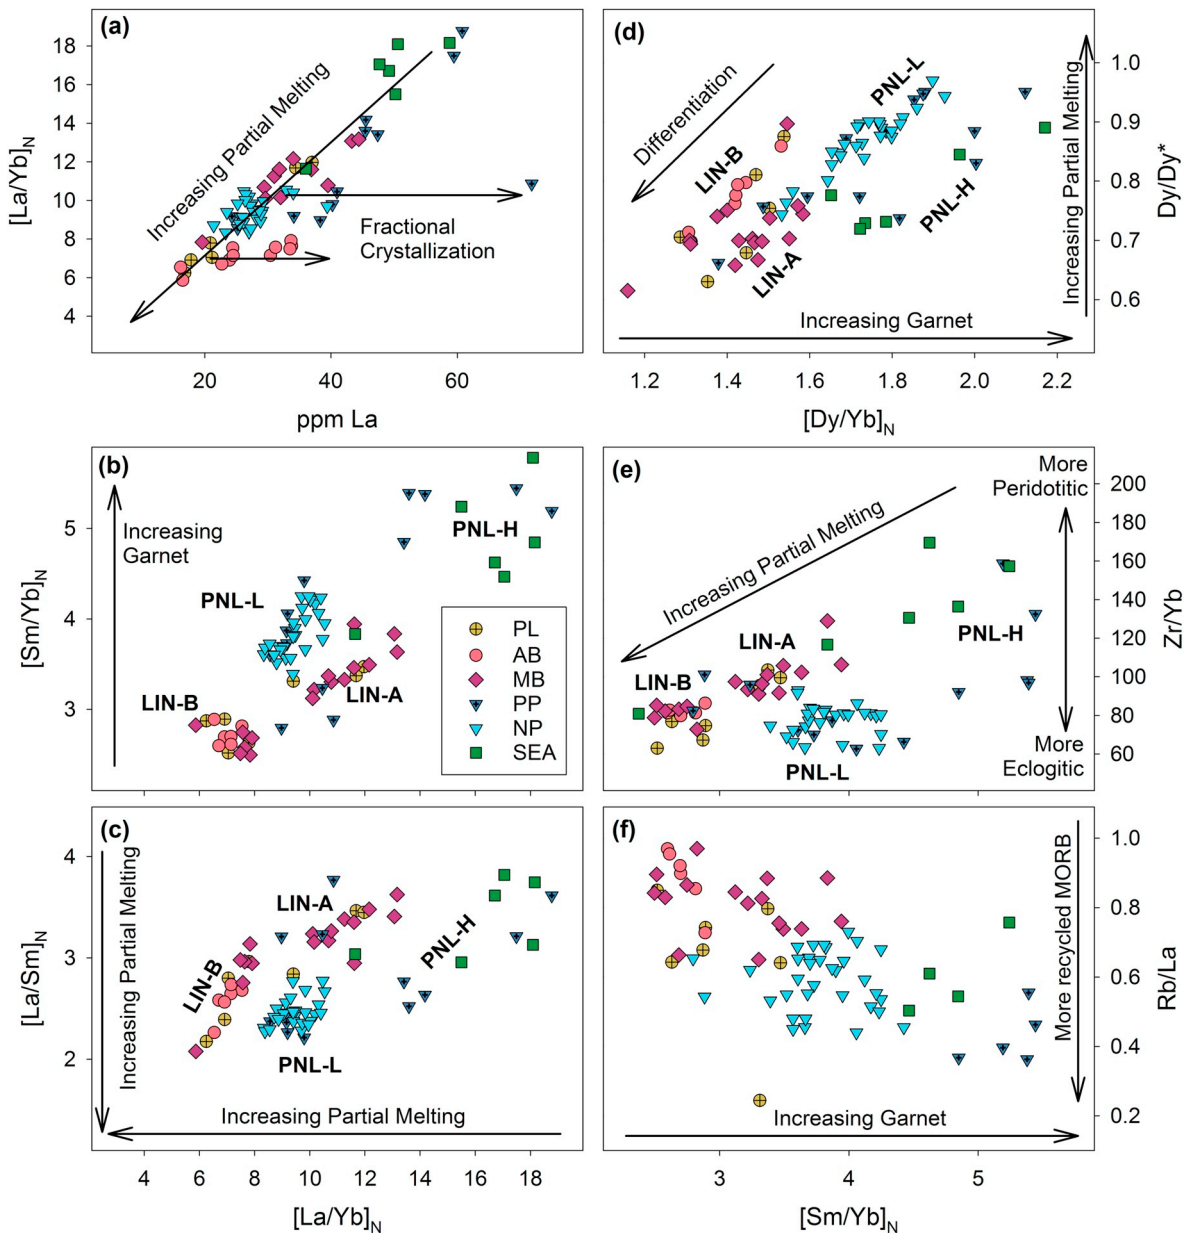 (a)
18
16
14
12
10
8
6
4
[La/Yb]N
Increasing Partial Melting
Fractional
Crystallization
20
40
60
ppm La
(d)
Differentiation
PNL-L
LIN-B
PNL-H
LIN-A
Increasing Garnet
Increasing Partial Melting
1.0
0.9
0.8
0.7
0.6
Dy/Dy*
1.2
1.4
1.6
1.8
2.0
2.2
[Dy/Yb]N
(b)
Increasing
Garnet
5
4
3
[Sm/Yb]N
PNL-H
PNL-L
LIN-B
LIN-A
PL
AB
MB
PP
NP
SEA
(e)
More
Peridotitic
Increasing Partial Melting
LIN-A
LIN-B
PNL-H
PNL-L
More
Eclogitic
200
180
160
140
120
100
80
60
Zr/Yb
(c)
4
3
2
[La/Sm]N
Increasing Partial Melting
LIN-A
LIN-B
PNL-H
PNL-L
Increasing Partial Melting
4
6
8
10
12
14
16
18
[La/Yb]N
(f)
More recycled MORB
Increasing Garnet
1.0
0.8
0.6
0.4
0.2
Rb/La
3
4
5
[Sm/Yb]N